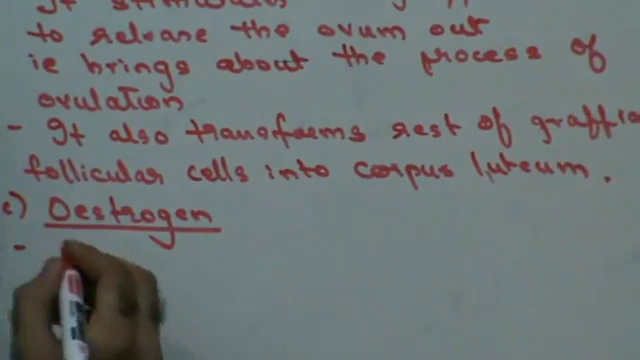 to release the ovum out
ie brings about the process of
ovulation
- It also transforms rest of graffia
follicular cells into corpus luteum.
c) Oestrogen
-